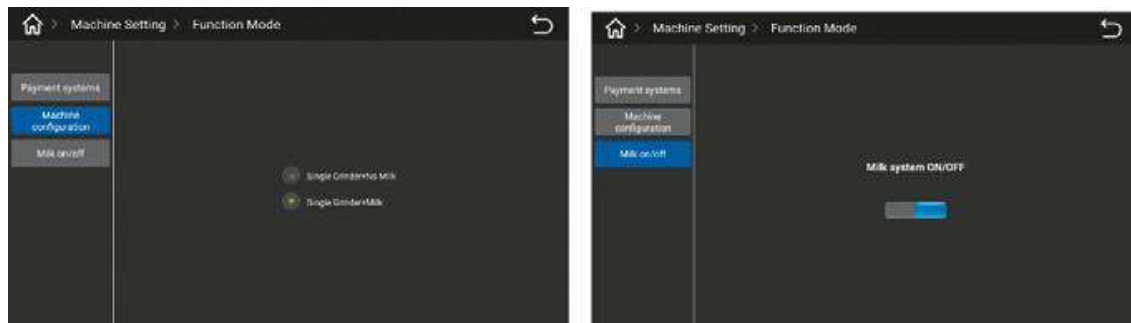 > Machine Setting > Function Mode
Payment systems
Machine
configuration
Milk on/off
Single Grinder+No Milk
Single Grinder+Milk
> Machine Setting > Function Mode
Payment systems
Machine
configuration
Milk on/off
Milk system ON/OFF